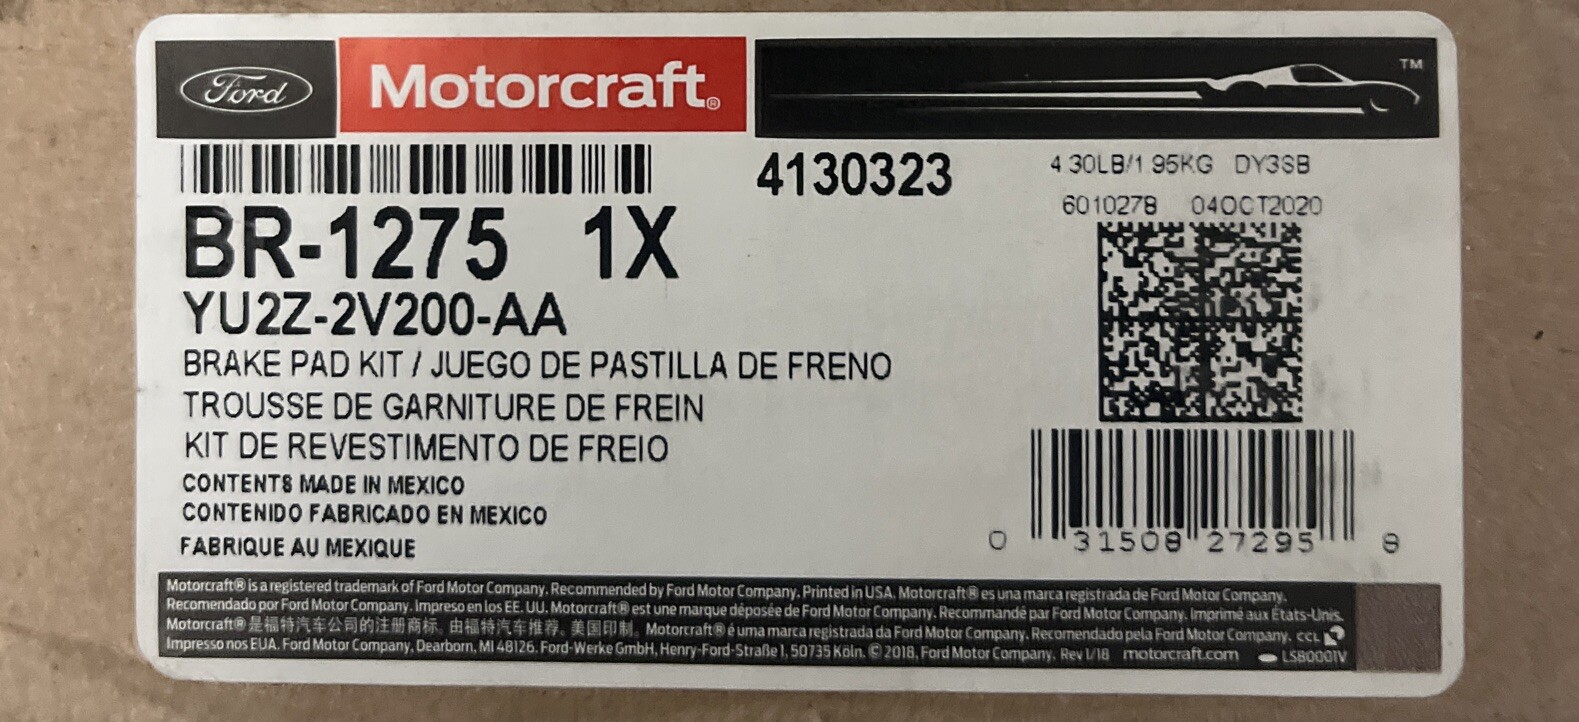 Ford Motorcraft® TM
4130323
4.30LB/1.95KG DY3SB
6010278 04OCT2020
BR-1275 1X
YU2Z-2V200-AA
BRAKE PAD KIT / JUEGO DE PASTILLA DE FRENO
TROUSSE DE GARNITURE DE FREIN
KIT DE REVESTIMENTO DE FREIO
CONTENTS MADE IN MEXICO
CONTENIDO FABRICADO EN MEXICO
FABRIQUE AU MEXIQUE
0 31508 27295 8
Motorcraft® is a registered trademark of Ford Motor Company. Recommended by Ford Motor Company. Printed in USA. Motorcraft® es una marca registrada de Ford Motor Company.
Recomendado por Ford Motor Company. Impreso en los EE. UU. Motorcraft® est une marque déposée de Ford Motor Company. Recommandé par Ford Motor Company. Imprimé aux États-Unis.
Motorcraft® 是福特汽车公司的注册商标。由福特汽车推荐。美国印制。Motorcraft® é uma marca registrada da Ford Motor Company. Recomendado pela Ford Motor Company. CCL
Impresso nos EUA. Ford Motor Company, Dearborn, MI 48126. Ford-Werke GmbH, Henry-Ford-Straße 1, 50735 Köln. © 2018, Ford Motor Company. Rev 1/18 motorcraft.com LSB0001V